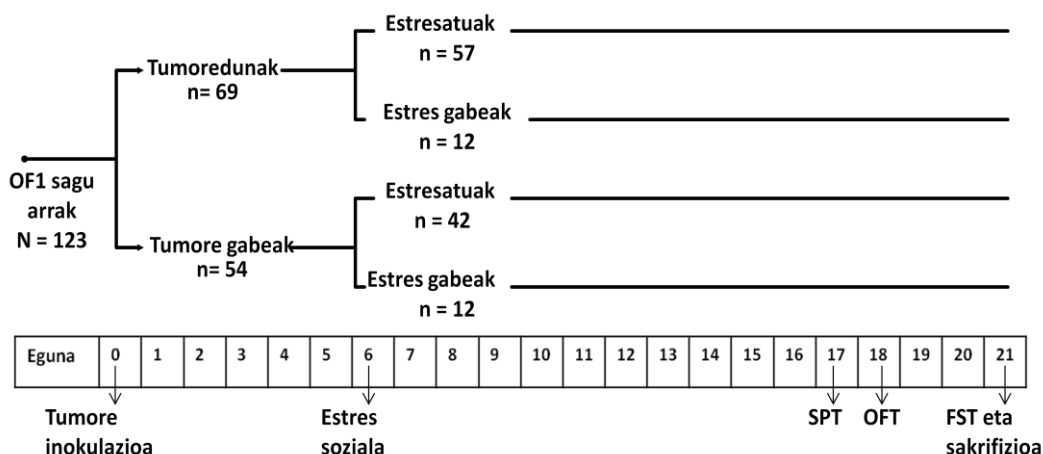 Estresatuak
n = 57
Tumoredunak
n= 69
Estres gabeak
n = 12
OF1 sagu
arrak
N = 123
Estresatuak
n = 42
Tumore gabeak
n= 54
Estres gabeak
n = 12
Eguna 0 1 2 3 4 5 6 7 8 9 10 11 12 13 14 15 16 17 18 19 20 21
Tumore
inokulazioa
Estres
soziala
SPT
OFT
FST eta
sakrifizioa